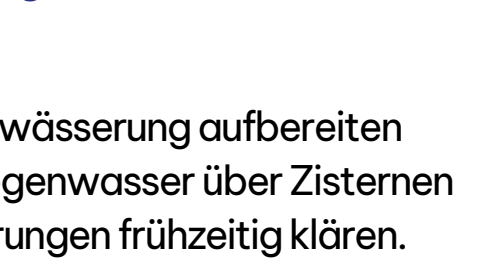 wässerung aufbereiten
genwasser über Zisternen
rungen frühzeitig klären.